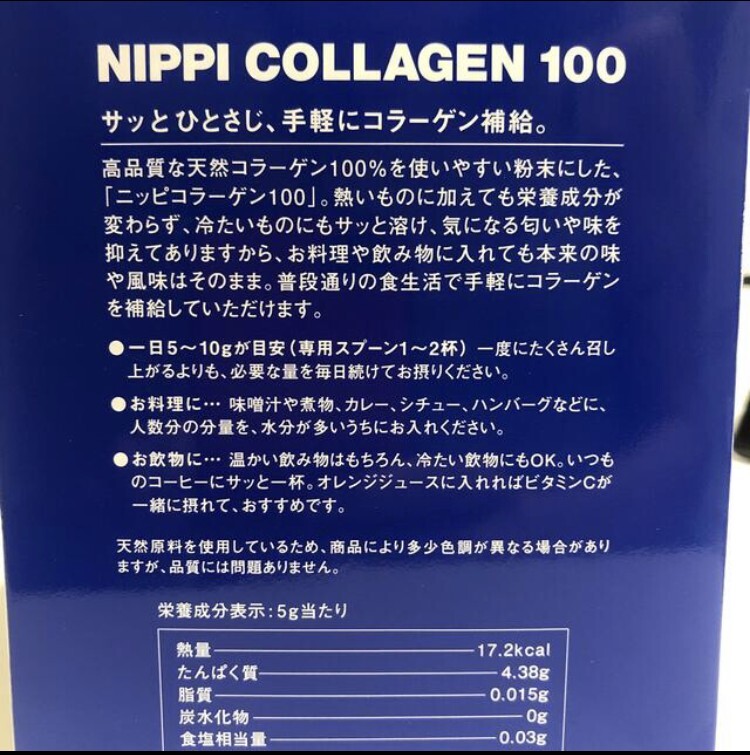 NIPPI COLLAGEN 100
サッとひとさじ、手軽にコラーゲン補給。
高品質な天然コラーゲン100%を使いやすい粉末にした、
「ニッピコラーゲン100」。熱いものに加えても栄養成分が
変わらず、冷たいものにもサッと溶け、気になる匂いや味を
抑えてありますから、お料理や飲み物に入れても本来の味
や風味はそのまま。普段通りの食生活で手軽にコラーゲン
を補給していただけます。
●一日5〜10gが目安(専用スプーン1〜2杯) 一度にたくさん召し
上がるよりも、必要な量を毎日続けてお摂りください。
●お料理に… 味噌汁や煮物、カレー、シチュー、ハンバーグなどに、
人数分の分量を、水分が多いうちにお入れください。
●お飲物に… 温かい飲み物はもちろん、冷たい飲物にもOK。いつも
のコーヒーにサッと一杯。オレンジジュースに入れればビタミンCが
一緒に摂れて、おすすめです。
天然原料を使用しているため、商品により多少色調が異なる場合があり
ますが、品質には問題ありません。
栄養成分表示:5g当たり
熱量 17.2kcal
たんぱく質 4.38g
脂質 0.015g
炭水化物 0g
食塩相当量 0.03g